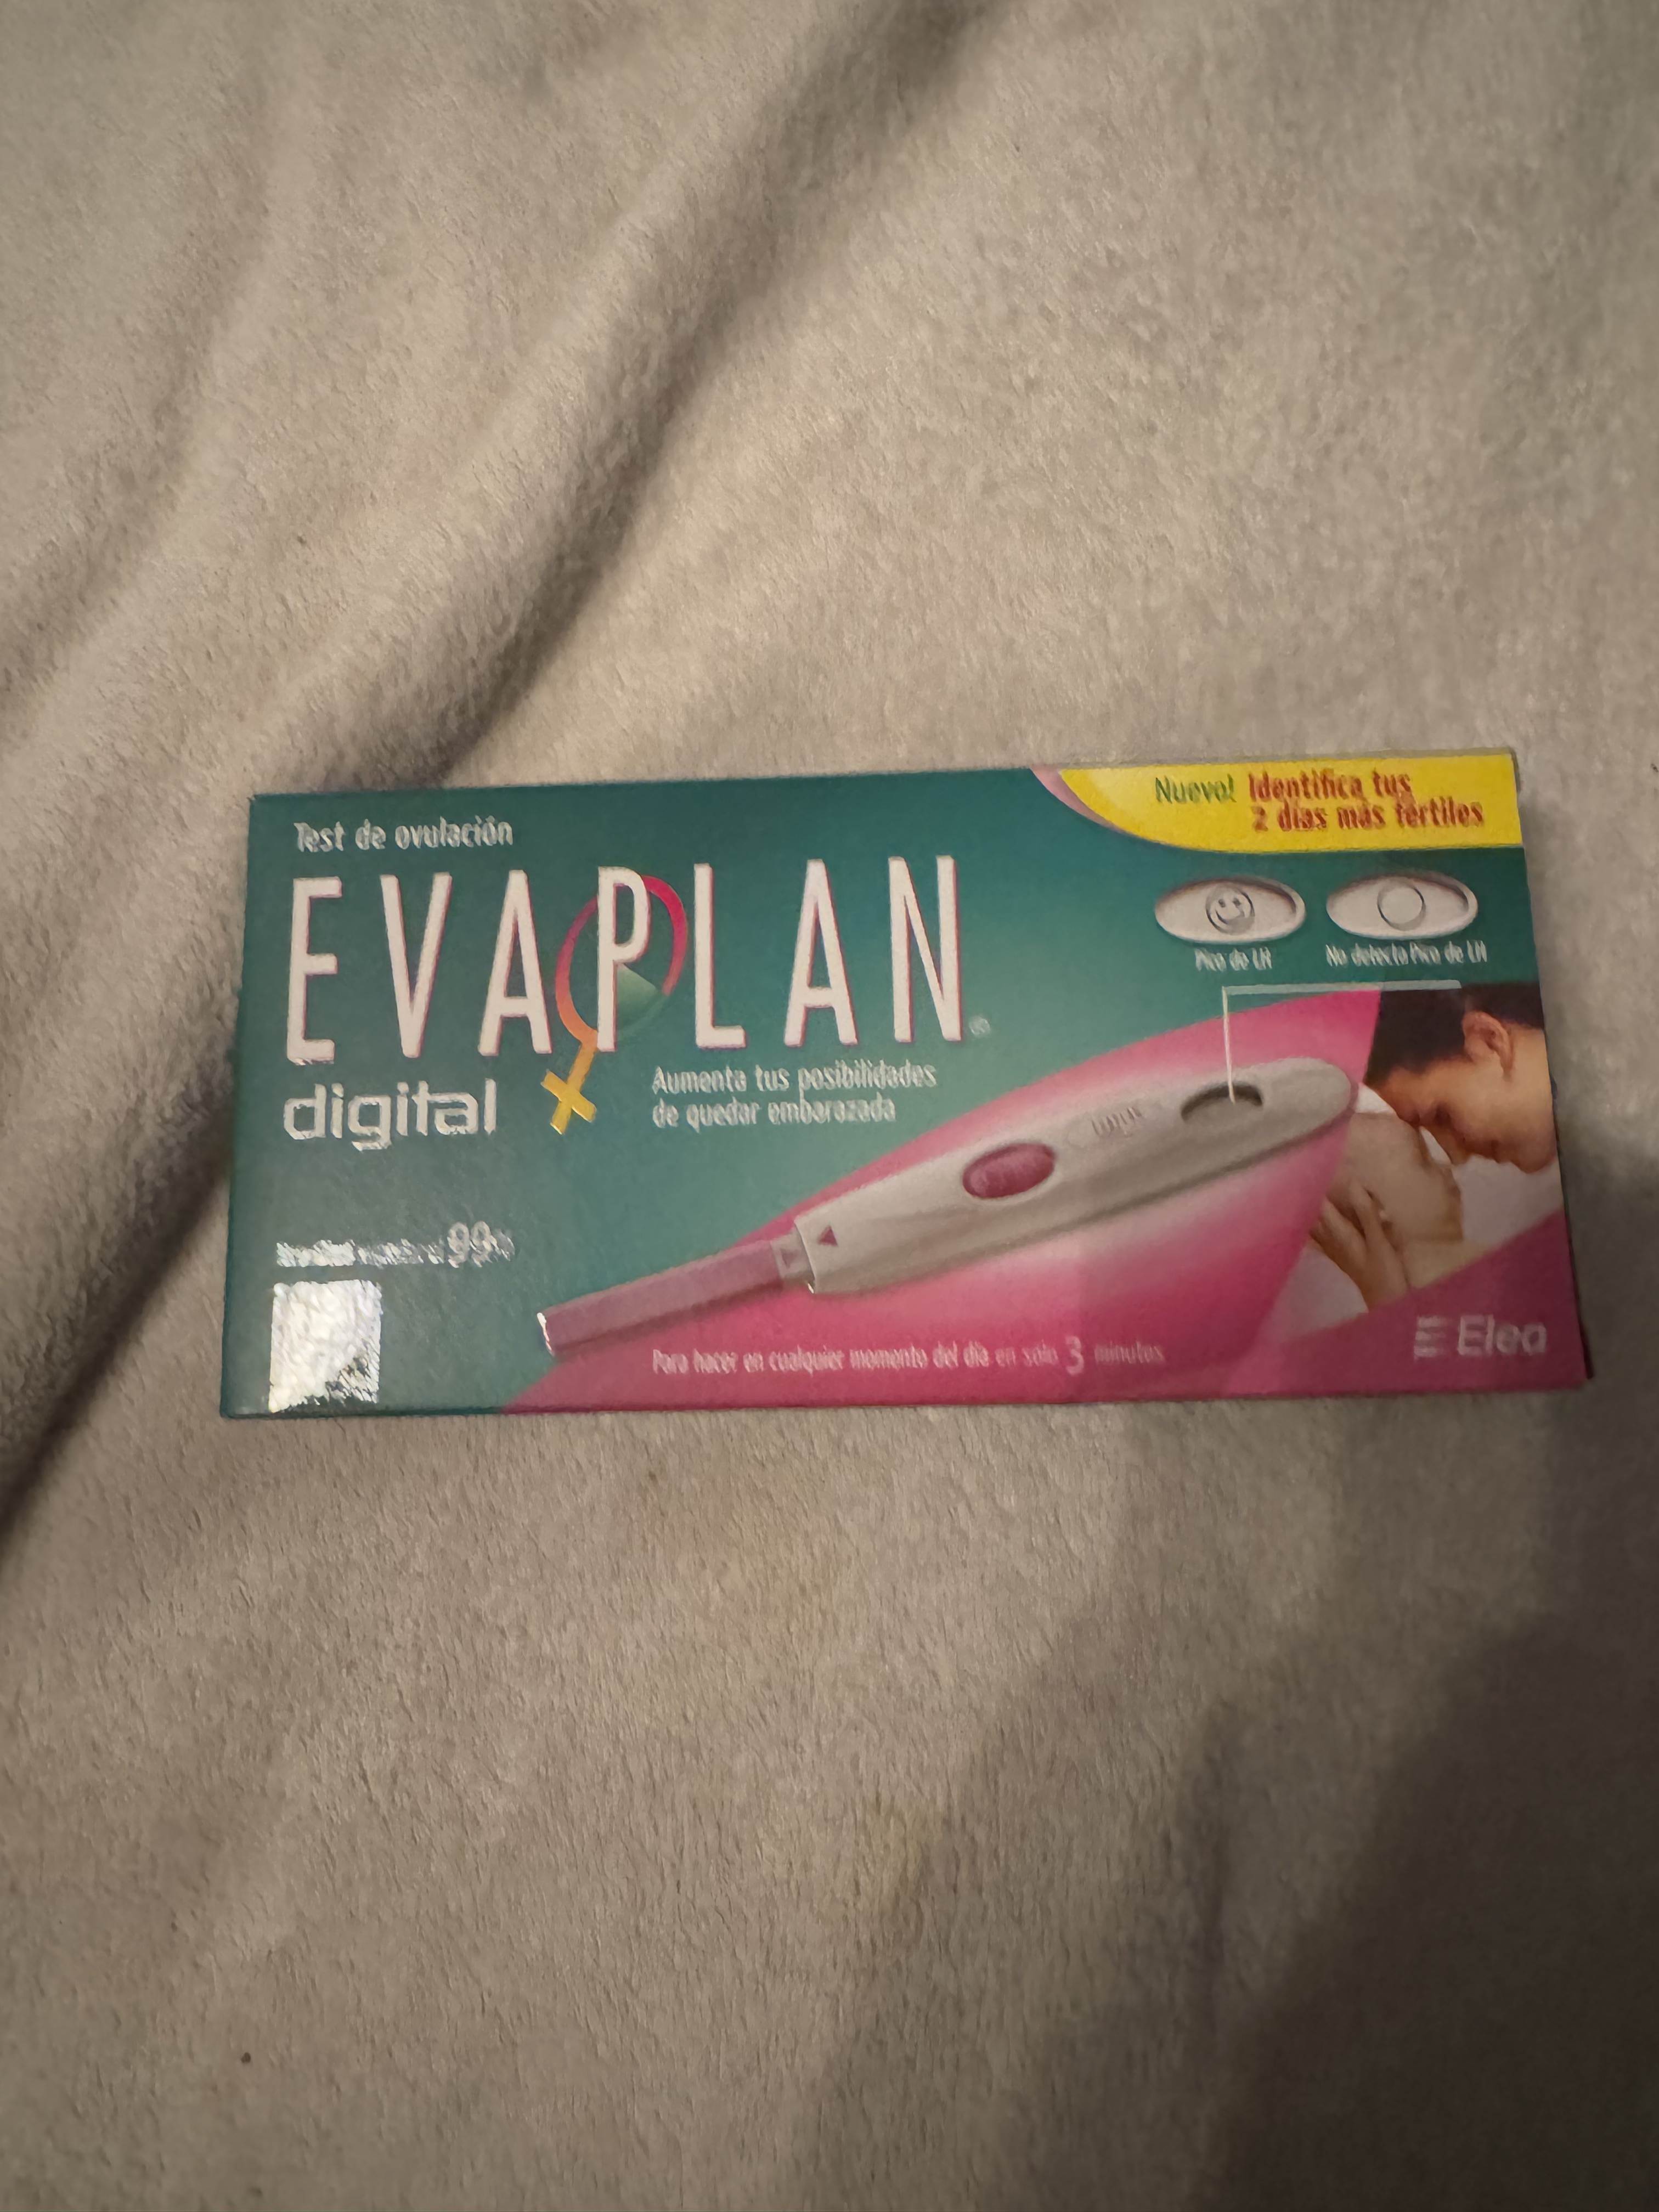 Nuevo! Identifica tus
2 días más fértiles
Test de ovulación
EVAPLAN
digital
Aumenta tus posibilidades
de quedar embarazada
Pico de LH
No detecta Pico de LH
99%
Para hacer en cualquier momento del día en solo 3 minutos
Elea